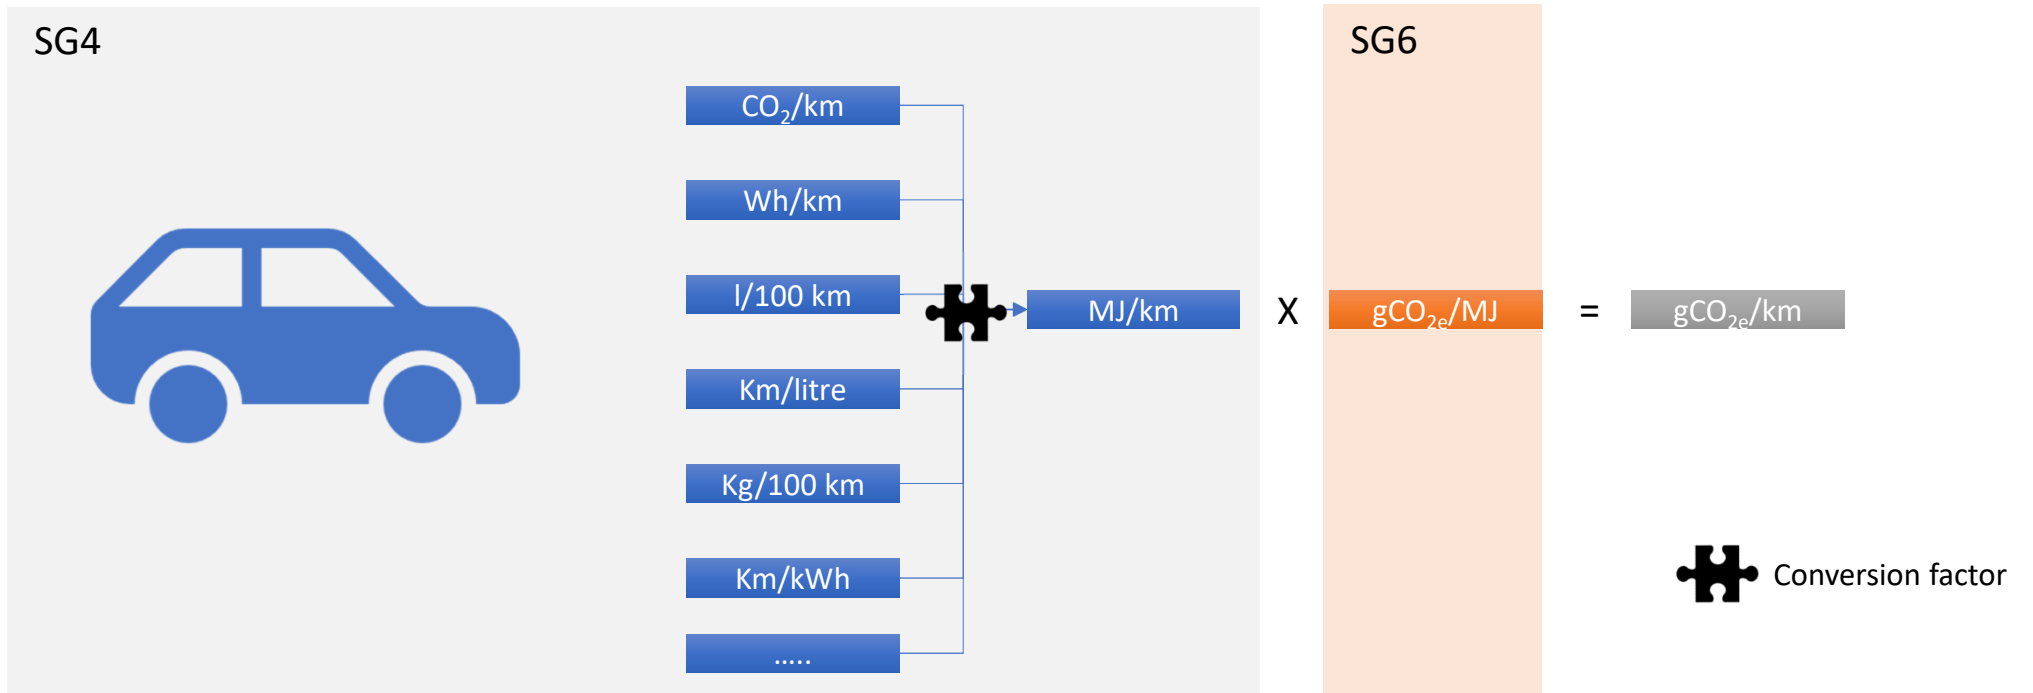 SG4
SG6
CO₂/km
Wh/km
l/100 km
Km/litre
Kg/100 km
Km/kWh
.....
MJ/km
X
gCO₂ₑ/MJ
=
gCO₂ₑ/km
Conversion factor